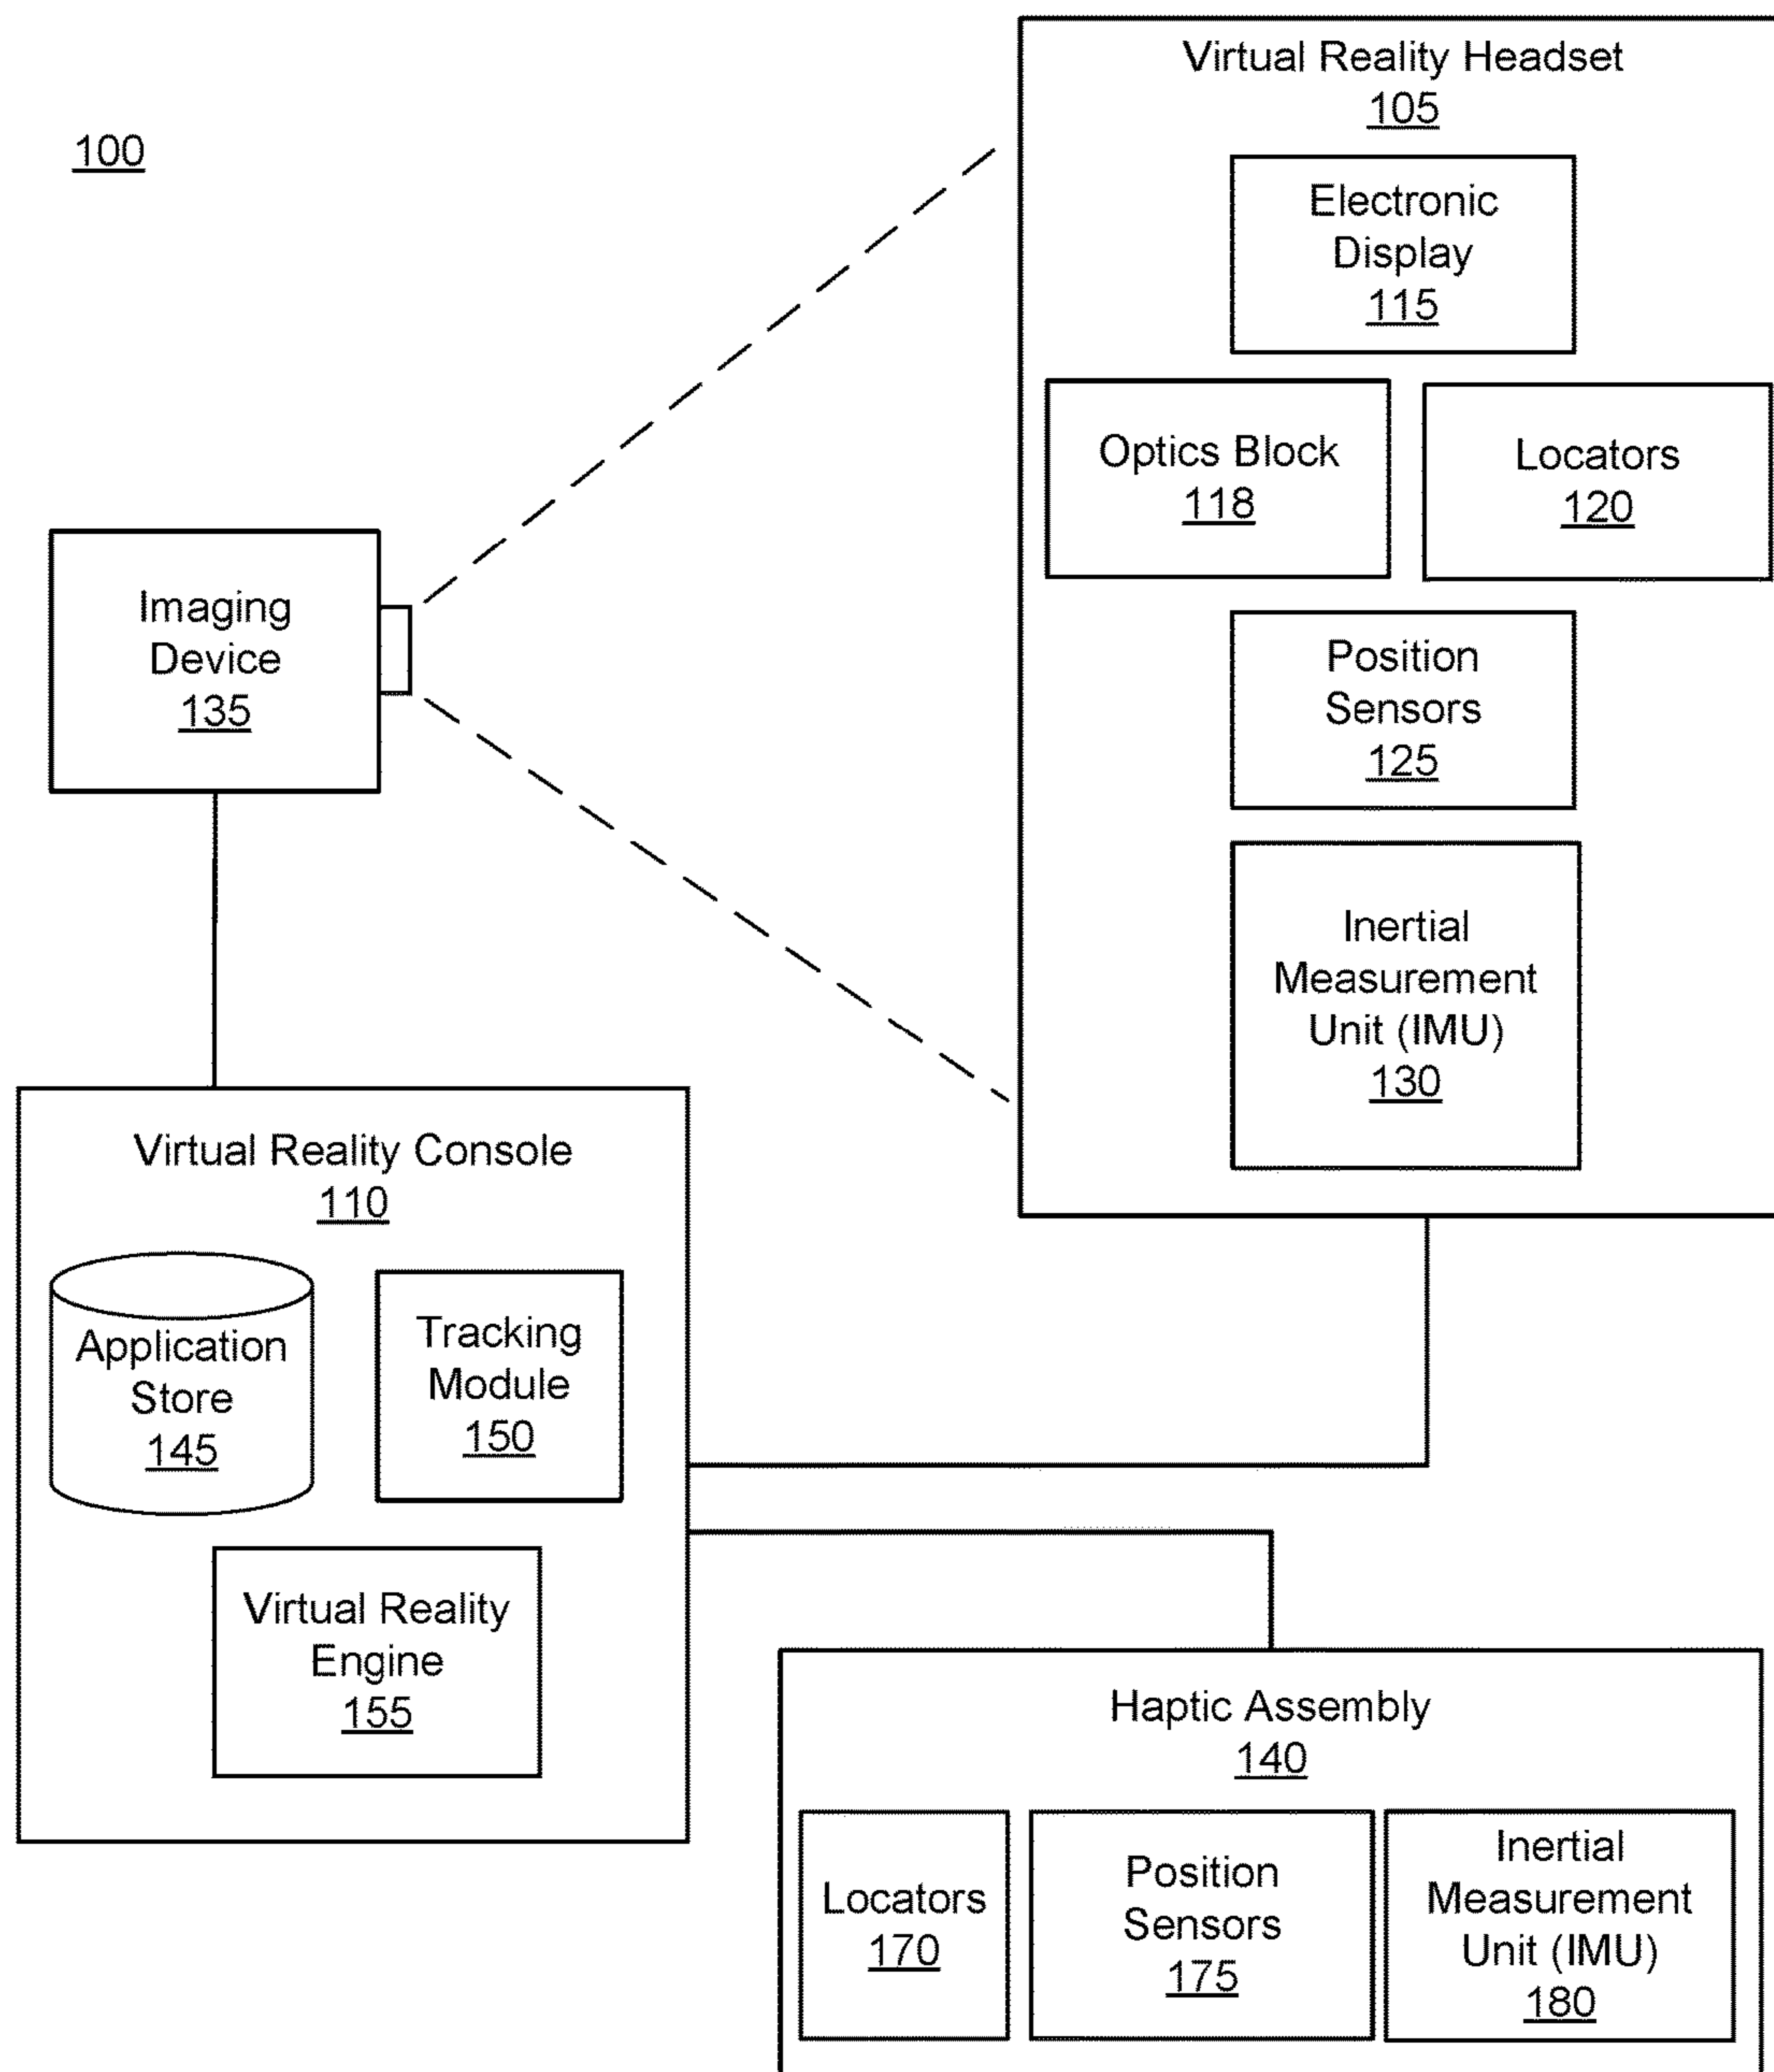 100
Virtual Reality Headset
105
Electronic
Display
115
Optics Block
118
Locators
120
Position
Sensors
125
Inertial
Measurement
Unit (IMU)
130
Imaging
Device
135
Virtual Reality Console
110
Application
Store
145
Tracking
Module
150
Virtual Reality
Engine
155
Haptic Assembly
140
Locators
170
Position
Sensors
175
Inertial
Measurement
Unit (IMU)
180